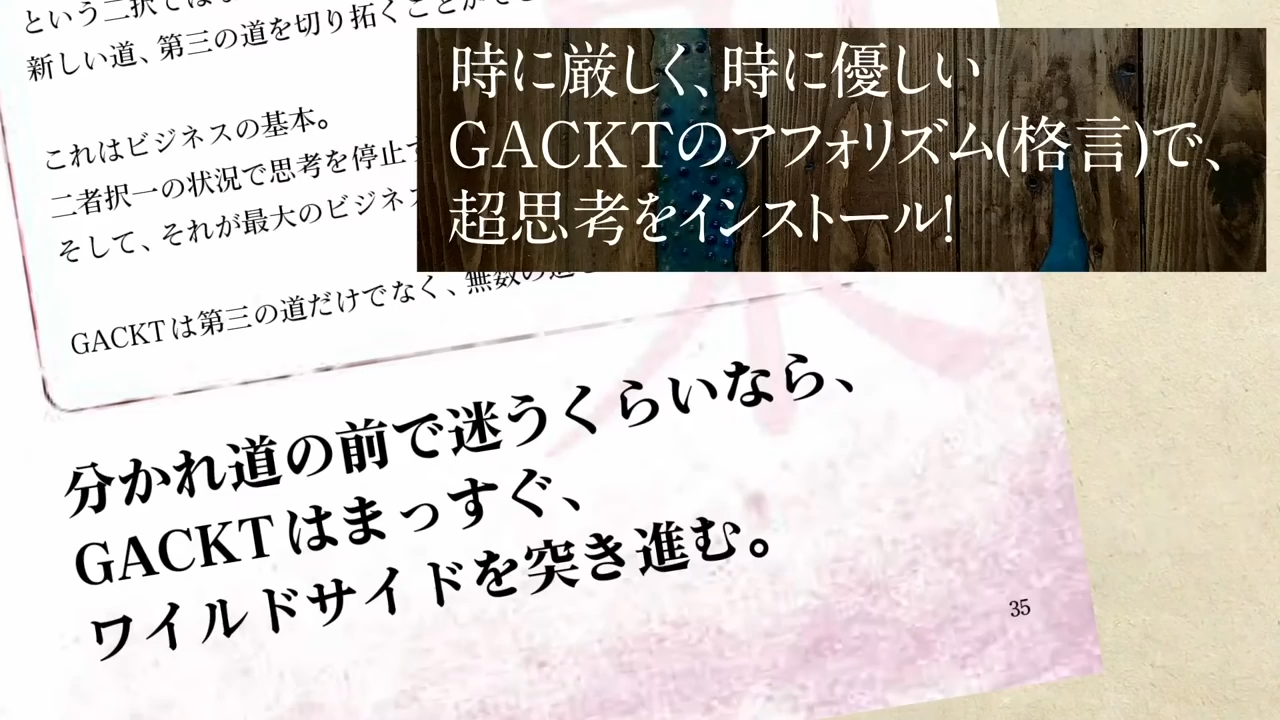 新しい道、第三の道を切り拓くことができ
これはビジネスの基本。
二者択一の状況で思考を停止す
そして、それが最大のビジネス
GACKTは第三の道だけでなく、無数の道
時に厳しく、時に優しい
GACKTのアフォリズム(格言)で、
超思考をインストール!
分かれ道の前で迷うくらいなら、
GACKTはまっすぐ、
ワイルドサイドを突き進む。
35